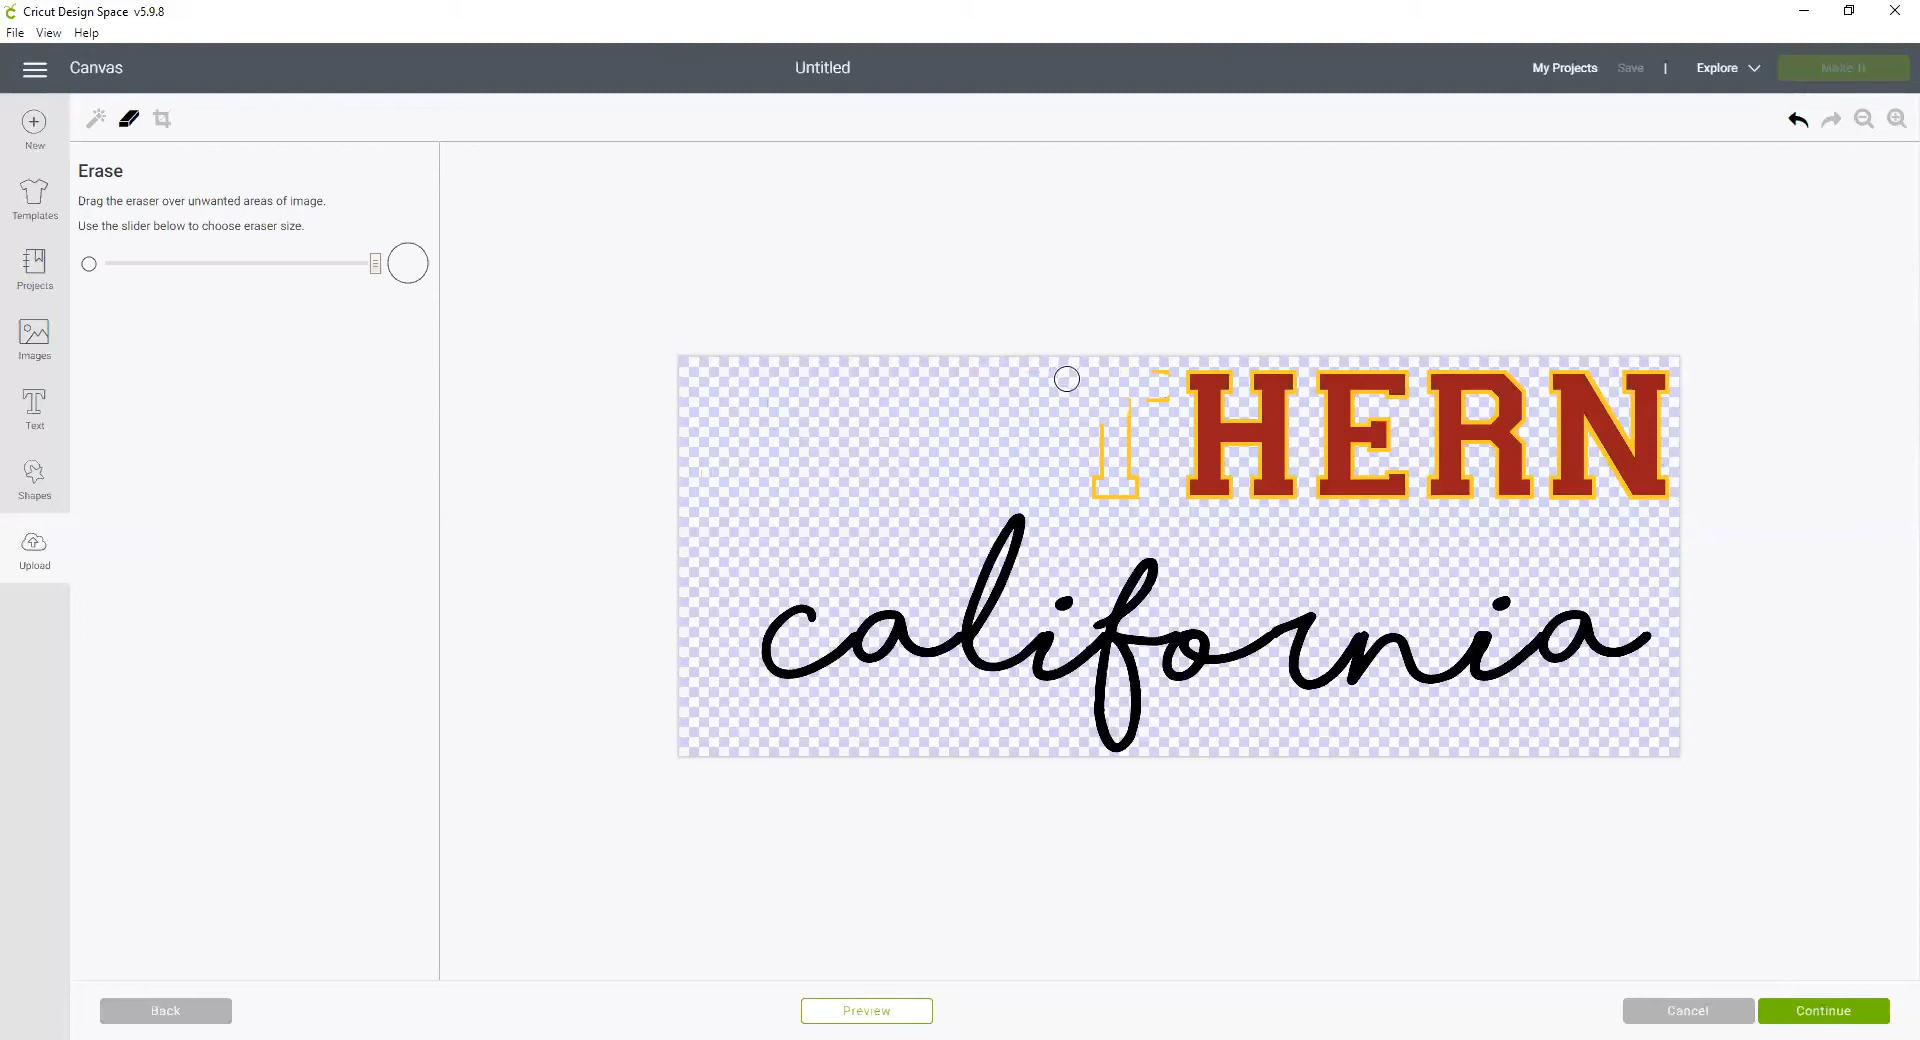 Cricut Design Space v5.9.8
File View Help
Canvas
Untitled
My Projects Save | Explore Make It
New
Templates
Projects
Images
Text
Shapes
Upload
Erase
Drag the eraser over unwanted areas of image.
Use the slider below to choose eraser size.
HERN
california
Back
Preview
Cancel
Continue